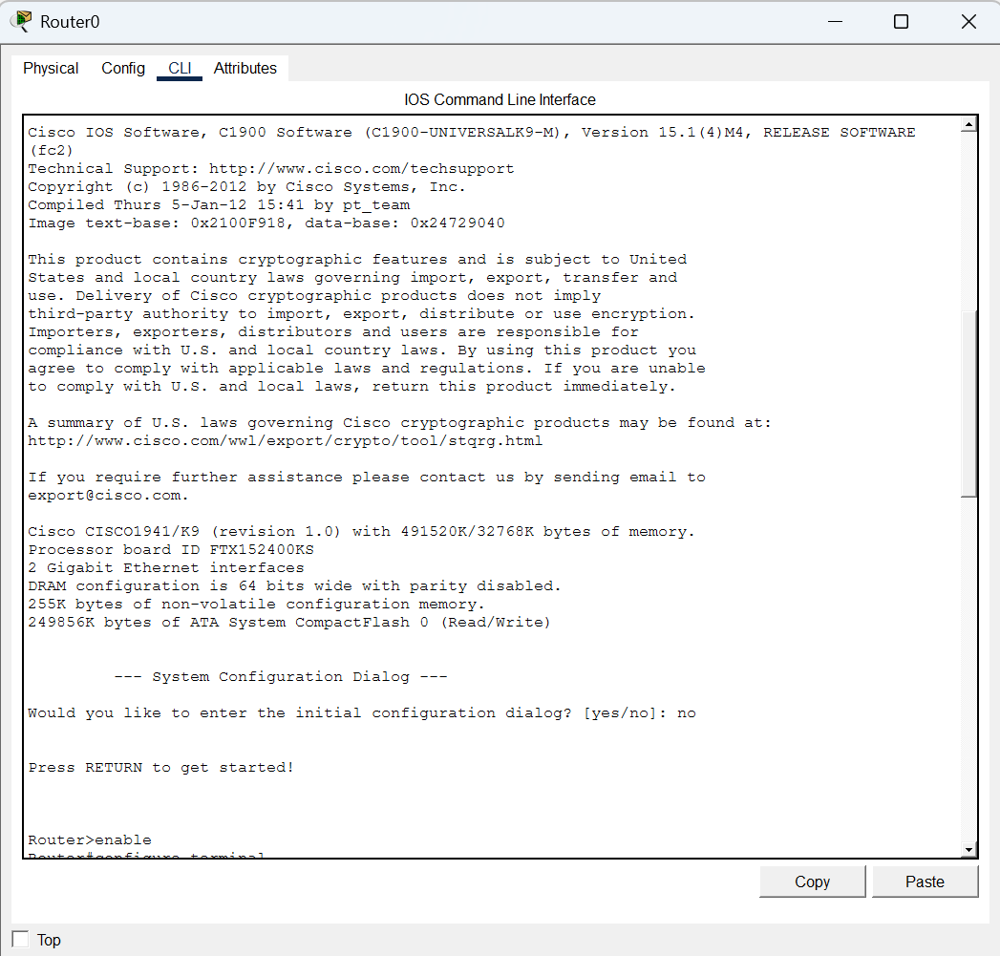 Router0
Physical Config CLI Attributes
IOS Command Line Interface
Cisco IOS Software, C1900 Software (C1900-UNIVERSALK9-M), Version 15.1(4)M4, RELEASE SOFTWARE
(fc2)
Technical Support: http://www.cisco.com/techsupport
Copyright (c) 1986-2012 by Cisco Systems, Inc.
Compiled Thurs 5-Jan-12 15:41 by pt_team
Image text-base: 0x2100F918, data-base: 0x24729040
This product contains cryptographic features and is subject to United
States and local country laws governing import, export, transfer and
use. Delivery of Cisco cryptographic products does not imply
third-party authority to import, export, distribute or use encryption.
Importers, exporters, distributors and users are responsible for
compliance with U.S. and local country laws. By using this product you
agree to comply with applicable laws and regulations. If you are unable
to comply with U.S. and local laws, return this product immediately.
A summary of U.S. laws governing Cisco cryptographic products may be found at:
http://www.cisco.com/wwl/export/crypto/tool/stqrg.html
If you require further assistance please contact us by sending email to
export@cisco.com.
Cisco CISCO1941/K9 (revision 1.0) with 491520K/32768K bytes of memory.
Processor board ID FTX152400KS
2 Gigabit Ethernet interfaces
DRAM configuration is 64 bits wide with parity disabled.
255K bytes of non-volatile configuration memory.
249856K bytes of ATA System CompactFlash 0 (Read/Write)
--- System Configuration Dialog ---
Would you like to enter the initial configuration dialog? [yes/no]: no
Press RETURN to get started!
Router>enable
Router#configure terminal
Copy Paste
Top